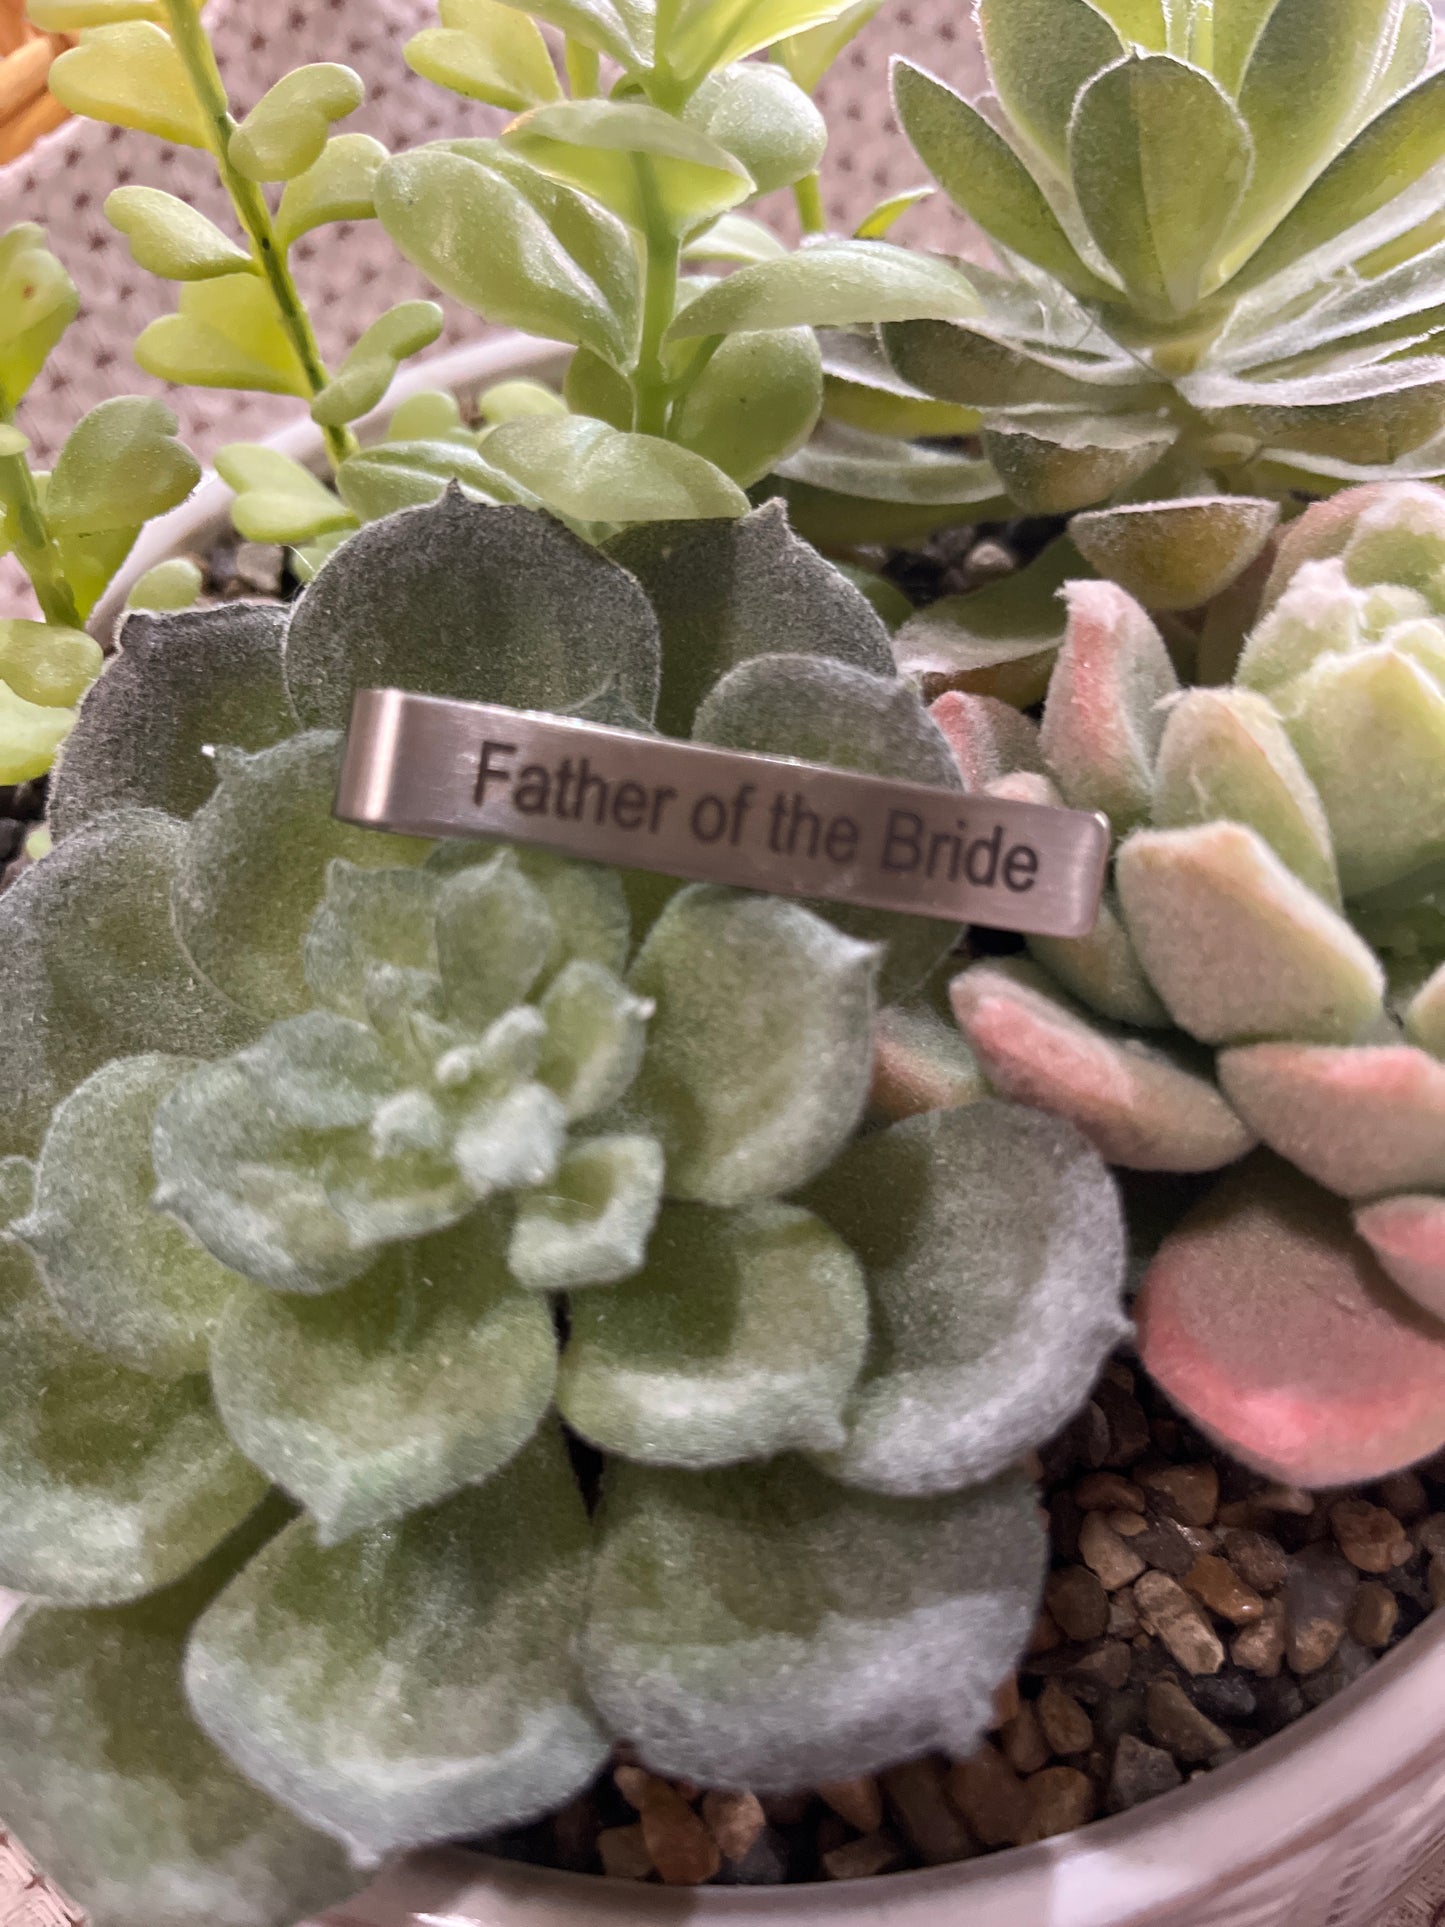 Father of the Bride